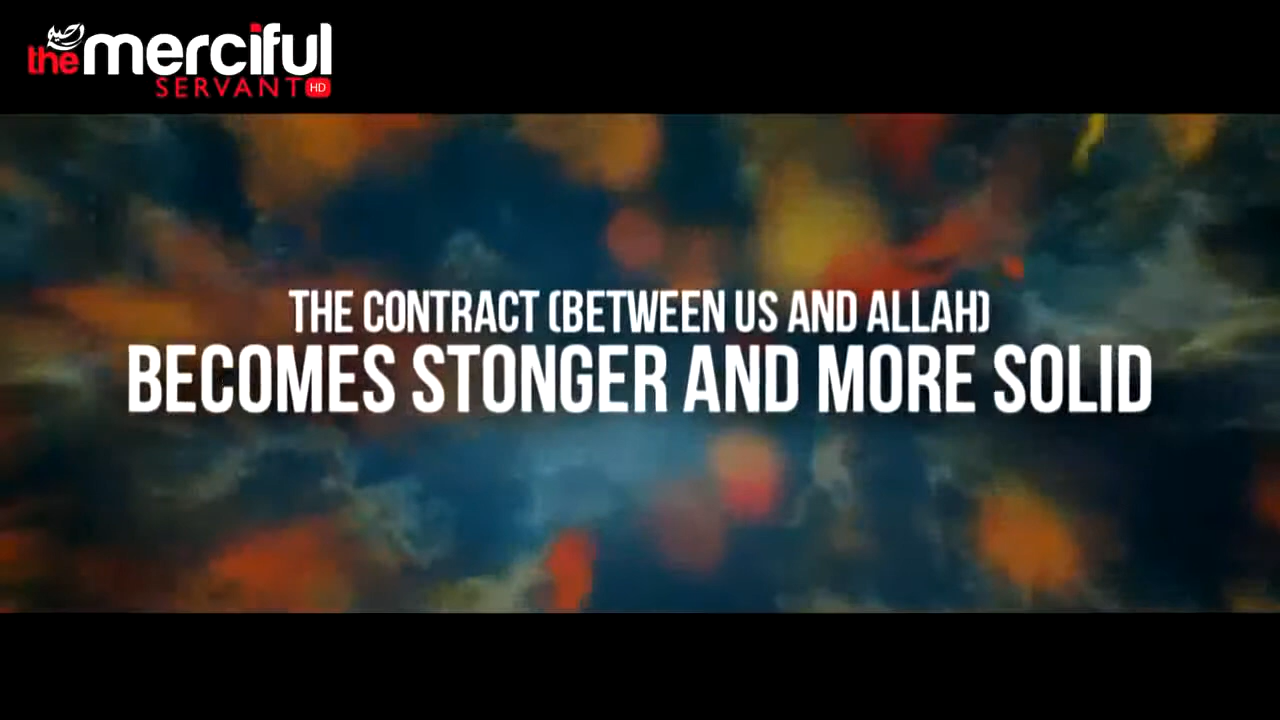 the merciful
SERVANT HD
THE CONTRACT (BETWEEN US AND ALLAH)
BECOMES STONGER AND MORE SOLID